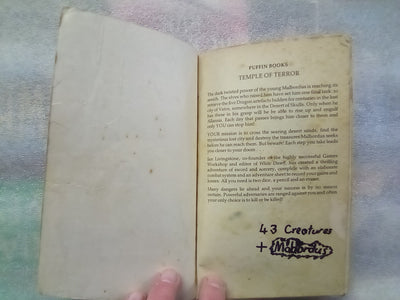 PUFFIN BOOKS
TEMPLE OF TERROR
The dark twisted power of the young Malbordus is reaching its
zenith. The elves who raised him have set him one final task: to
retrieve the five Dragon artefacts hidden for centuries in the lost
city of Vatos, somewhere in the Desert of Skulls. Only when he
has these in his grasp will he be able to rise up and engulf
Allansia. Each day that passes brings him closer to them and
only YOU can stop him!
YOUR mission is to cross the searing desert sands, find the
mysterious lost city and destroy the treasures Malbordus seeks
before he can reach them. But beware! Each step you take leads
you closer to your doom.
Ian Livingstone, co-founder of the highly successful Games
Workshop and editor of White Dwarf, has created a thrilling
adventure of sword and sorcery, complete with an elaborate
combat system and an adventure sheet to record your gains and
losses. All you need is two dice, a pencil and an eraser.
Many dangers lie ahead and your success is by no means
certain. Powerful adversaries are ranged against you and often
your only choice is to kill or be killed!
43 Creatures
+